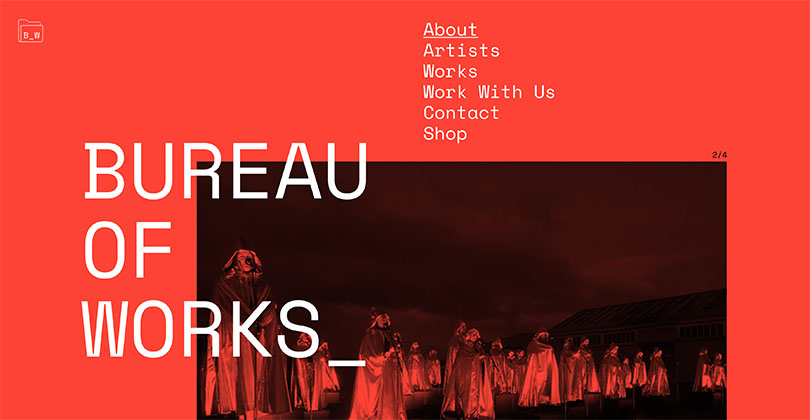 B_W
About
Artists
Works
Work With Us
Contact
Shop
2/4
BUREAU
OF
WORKS_